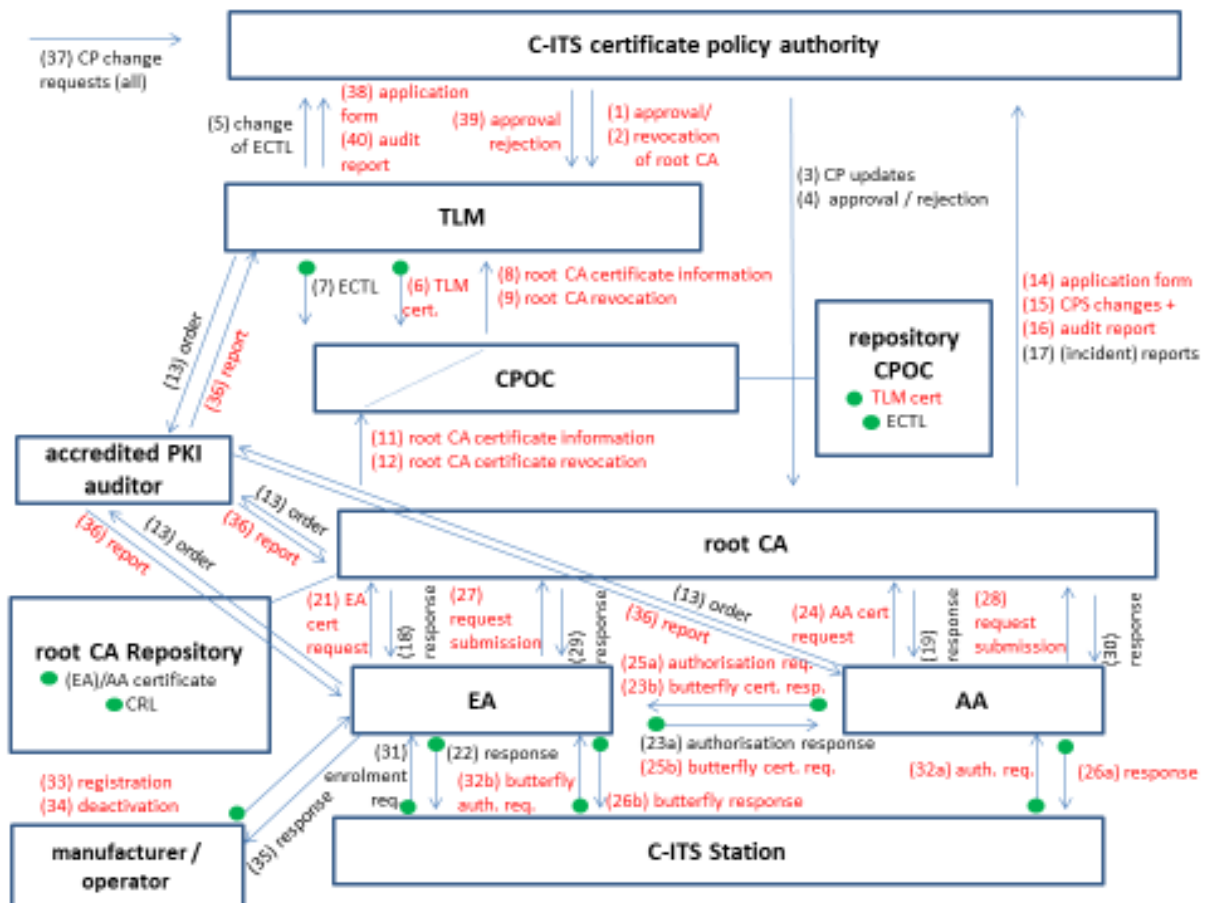 C-ITS certificate policy authority
(37) CP change
requests (all)
(5) change
of ECTL
(38) application
form
(40) audit
report
(39) approval
rejection
(1) approval/
(2) revocation
of root CA
(3) CP updates
(4) approval / rejection
TLM
(7) ECTL
(6) TLM
cert.
(8) root CA certificate information
(9) root CA revocation
(14) application form
(15) CPS changes +
(16) audit report
(17) (incident) reports
(13) order
(36) report
CPOC
repository
CPOC
TLM cert
ECTL
(11) root CA certificate information
(12) root CA certificate revocation
accredited PKI
auditor
(36) report
(13) order
(13) order
(36) report
root CA
(13) order
(36) report
root CA Repository
(EA)/AA certificate
CRL
(21) EA
cert
request
(18)
response
(27)
request
submission
(29)
response
(24) AA cert
request
(19)
response
(28)
request
submission
(30)
response
(25a) authorisation req.
(23b) butterfly cert. resp.
EA
AA
(23a) authorisation response
(25b) butterfly cert. req.
(31)
enrolment
req.
(22) response
(32b) butterfly
auth. req.
(26b) butterfly response
(32a) auth. req.
(26a) response
(33) registration
(34) deactivation
(35) response
manufacturer /
operator
C-ITS Station